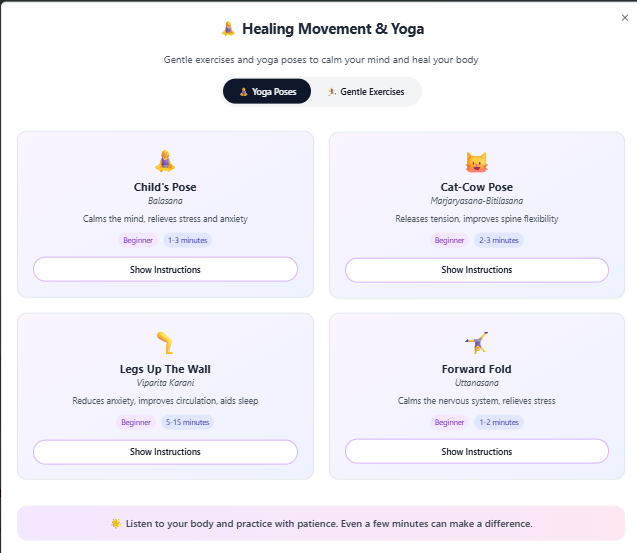 Healing Movement & Yoga
Gentle exercises and yoga poses to calm your mind and heal your body
Yoga Poses
Gentle Exercises
Child's Pose
Balasana
Calms the mind, relieves stress and anxiety
Beginner 1-3 minutes
Show Instructions
Cat-Cow Pose
Marjaryasana-Bitilasana
Releases tension, improves spine flexibility
Beginner 2-3 minutes
Show Instructions
Legs Up The Wall
Viparita Karani
Reduces anxiety, improves circulation, aids sleep
Beginner 5-15 minutes
Show Instructions
Forward Fold
Uttanasana
Calms the nervous system, relieves stress
Beginner 1-2 minutes
Show Instructions
Listen to your body and practice with patience. Even a few minutes can make a difference.